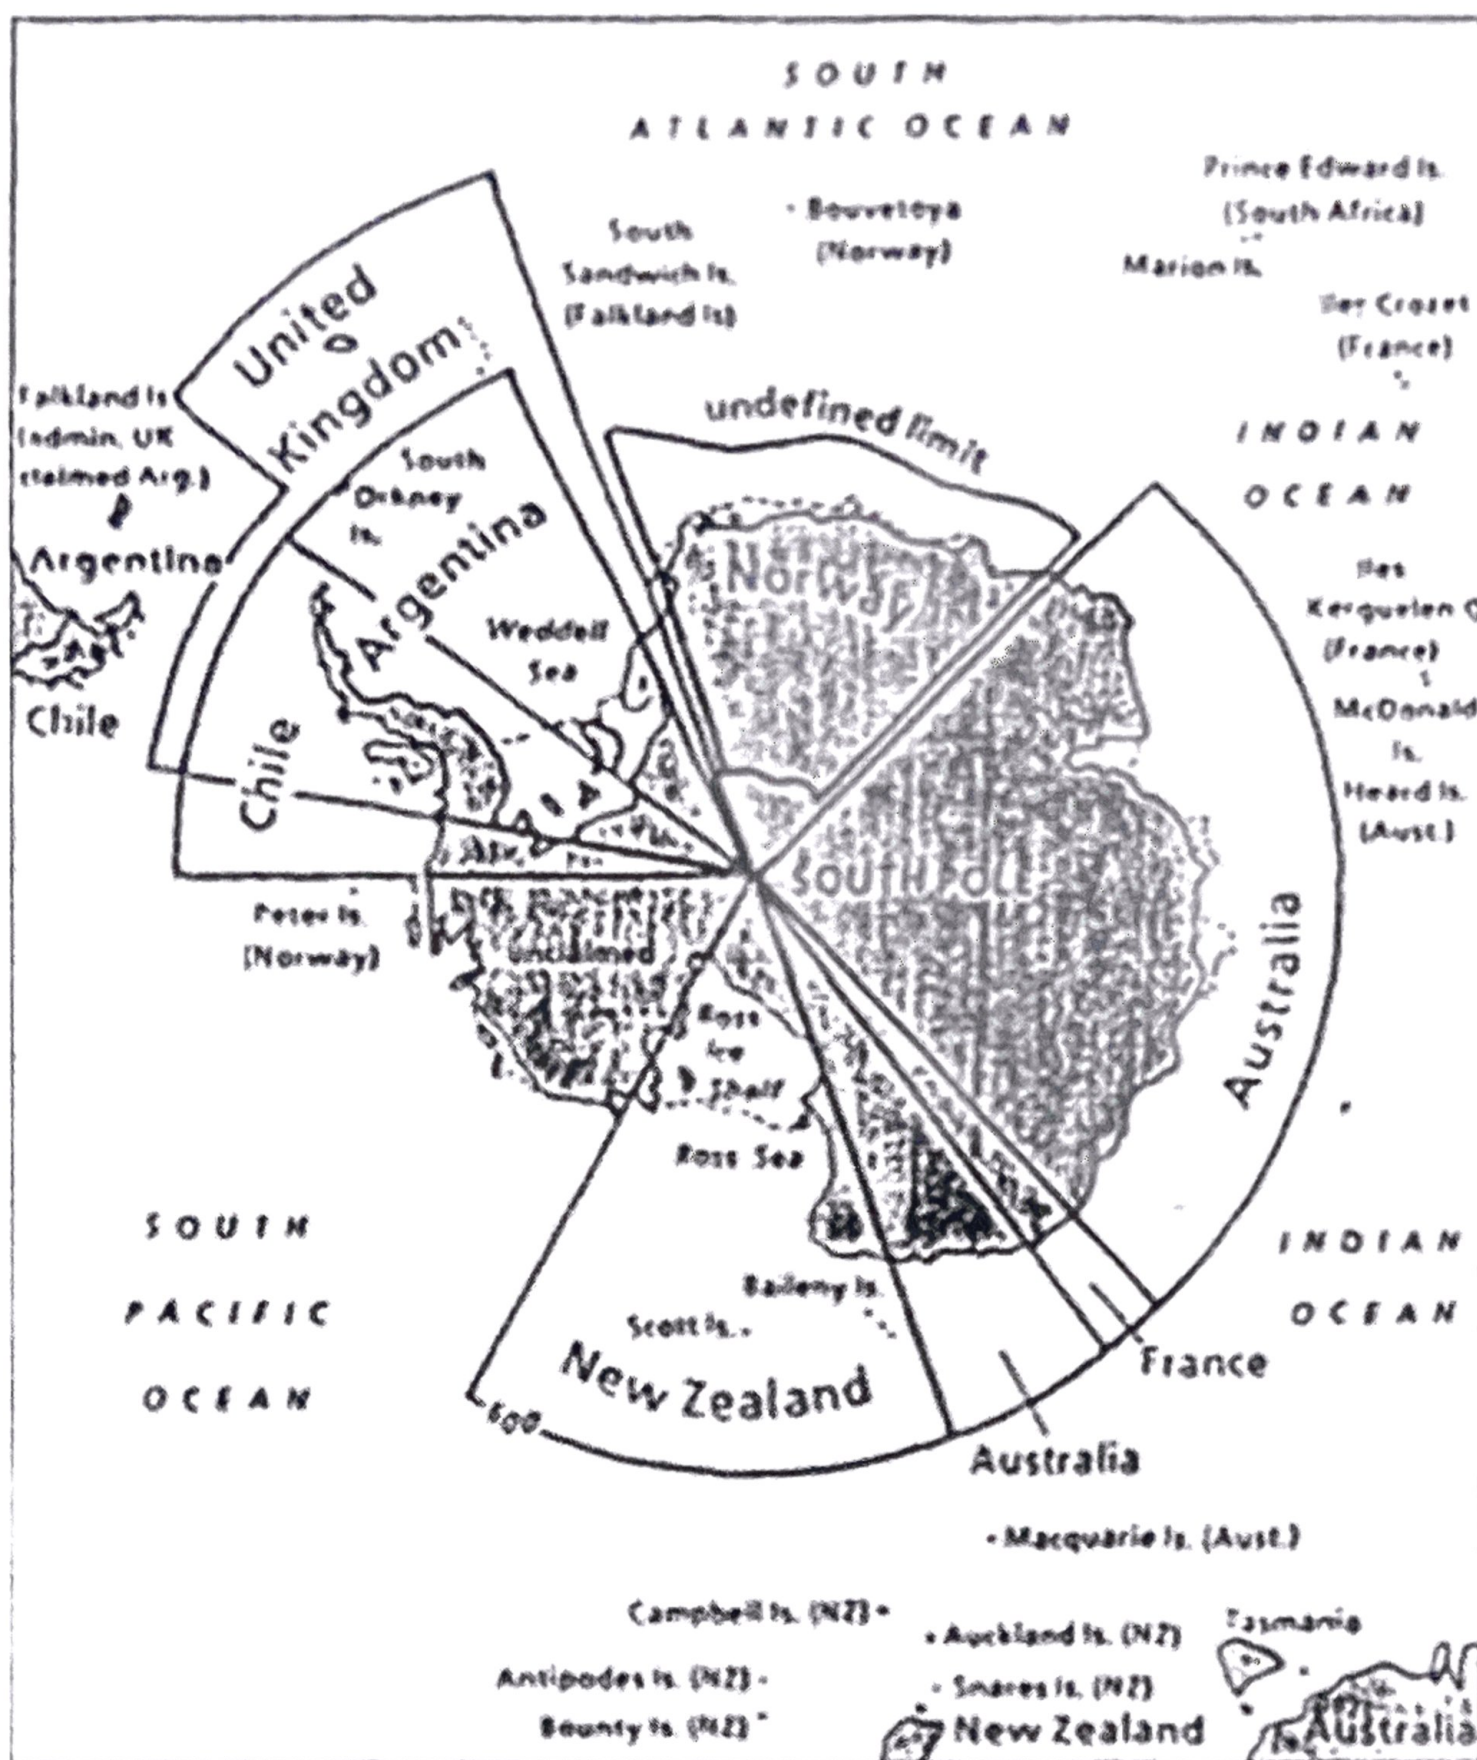 SOUTH
ATLANTIC OCEAN
Prince Edward Is.
(South Africa)
Marion Is.
Bouvetoya
(Norway)
South
Sandwich Is.
(Falkland Is)
Crozet
(France)
United
Kingdom
undefined limit
INDIAN
OCEAN
Falkland Is
(admin. UK
claimed Arg.)
South
Orkney
Is.
Argentina
Argentina
Norway
Iles
Kerguelen
(France)
Weddell
Sea
McDonald
Is.
Chile
Chile
Heard Is.
(Aust.)
SOUTH POLE
Peter Is.
(Norway)
unclaimed
Australia
Ross
Ice
Shelf
Ross Sea
SOUTH
PACIFIC
OCEAN
INDIAN
OCEAN
Balleny Is.
Scott Is.
New Zealand
France
60°
Australia
Macquarie Is. (Aust.)
Campbell Is. (NZ)
Auckland Is. (NZ)
Tasmania
Antipodes Is. (NZ)
Snares Is. (NZ)
Bounty Is. (NZ)
New Zealand
Australia